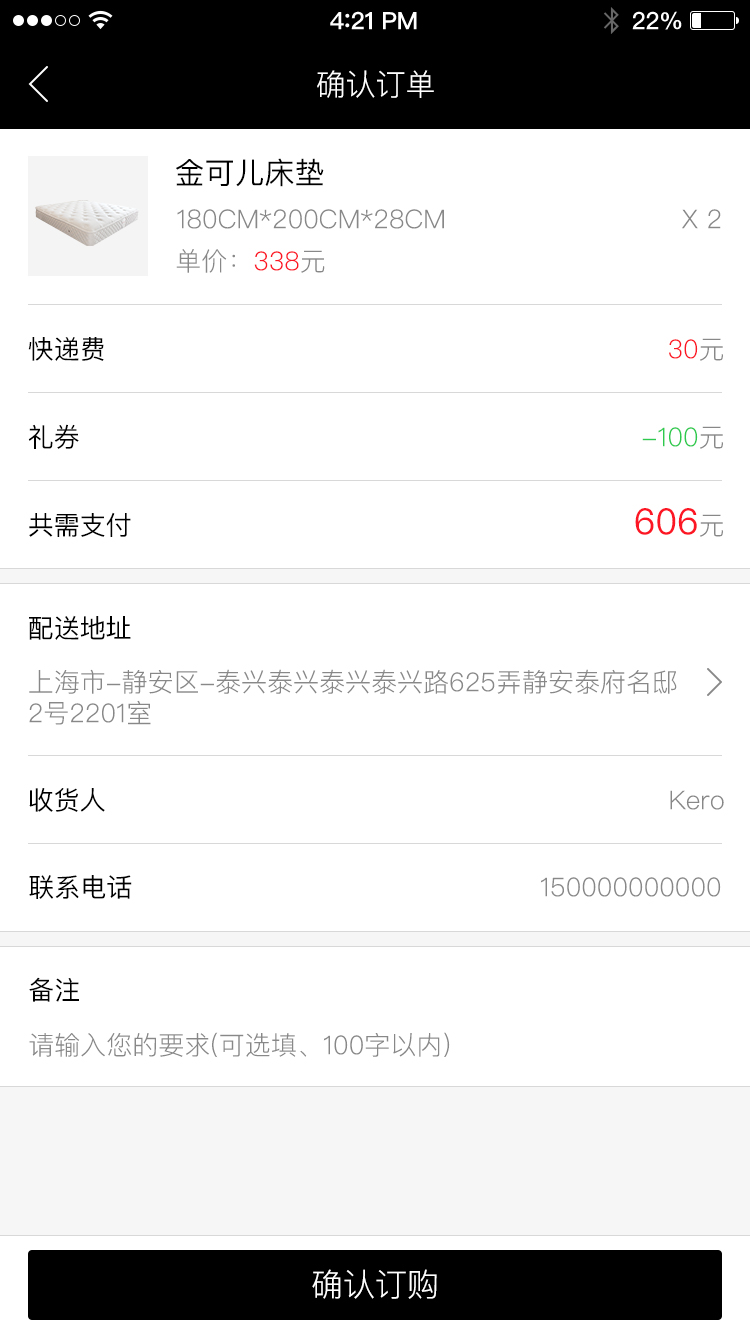 4:21 PM
22%
确认订单
金可儿床垫
180CM*200CM*28CM
X 2
单价：338元
快递费
30元
礼券
-100元
共需支付
606元
配送地址
上海市-静安区-泰兴泰兴泰兴泰兴路625弄静安泰府名邸
2号2201室
收货人
Kero
联系电话
150000000000
备注
请输入您的要求(可选填、100字以内)
确认订购